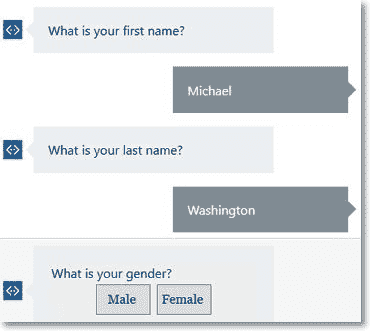 What is your first name?
Michael
What is your last name?
Washington
What is your gender?
Male Female